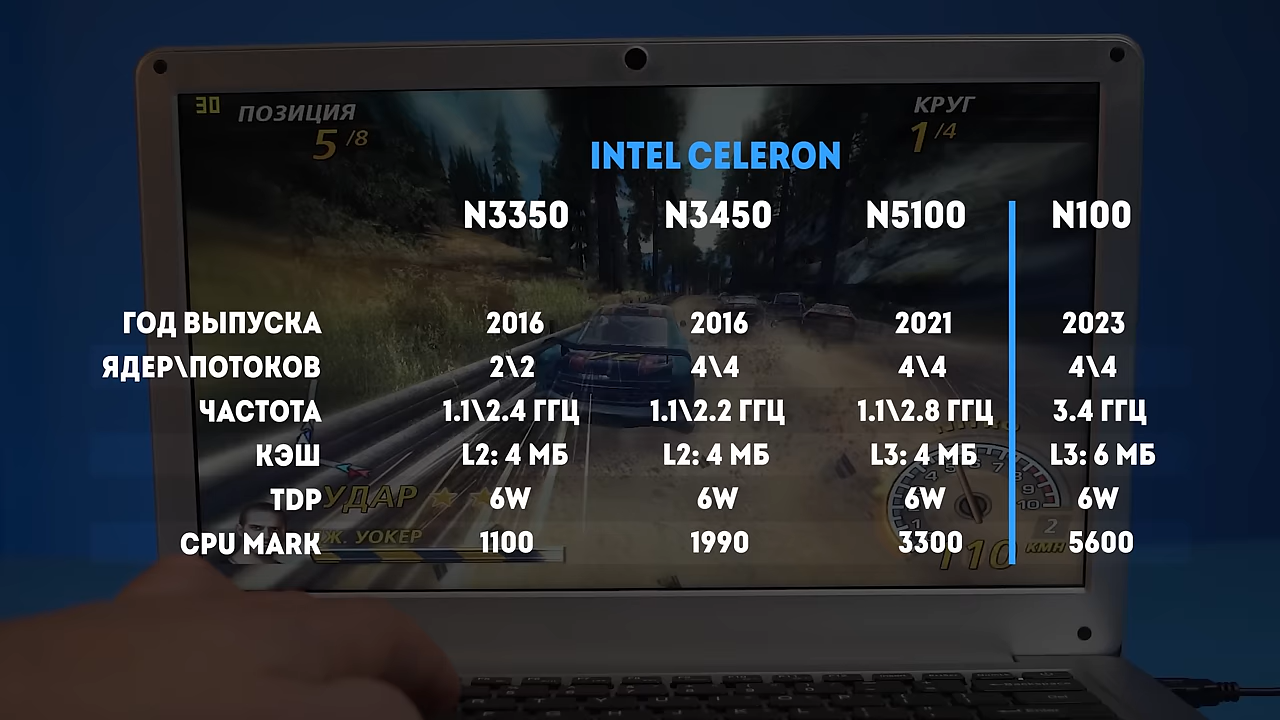 30 ПОЗИЦИЯ
5/8
КРУГ
1/4
INTEL CELERON
N3350 N3450 N5100 N100
ГОД ВЫПУСКА 2016 2016 2021 2023
ЯДЕР\ПОТОКОВ 2\2 4\4 4\4 4\4
ЧАСТОТА 1.1\2.4 ГГЦ 1.1\2.2 ГГЦ 1.1\2.8 ГГЦ 3.4 ГГЦ
КЭШ L2: 4 МБ L2: 4 МБ L3: 4 МБ L3: 6 МБ
TDP 6W 6W 6W 6W
УДАР
CPU MARK 1100 1990 3300 5600
Ж. УОКЕР
2
110 КМН